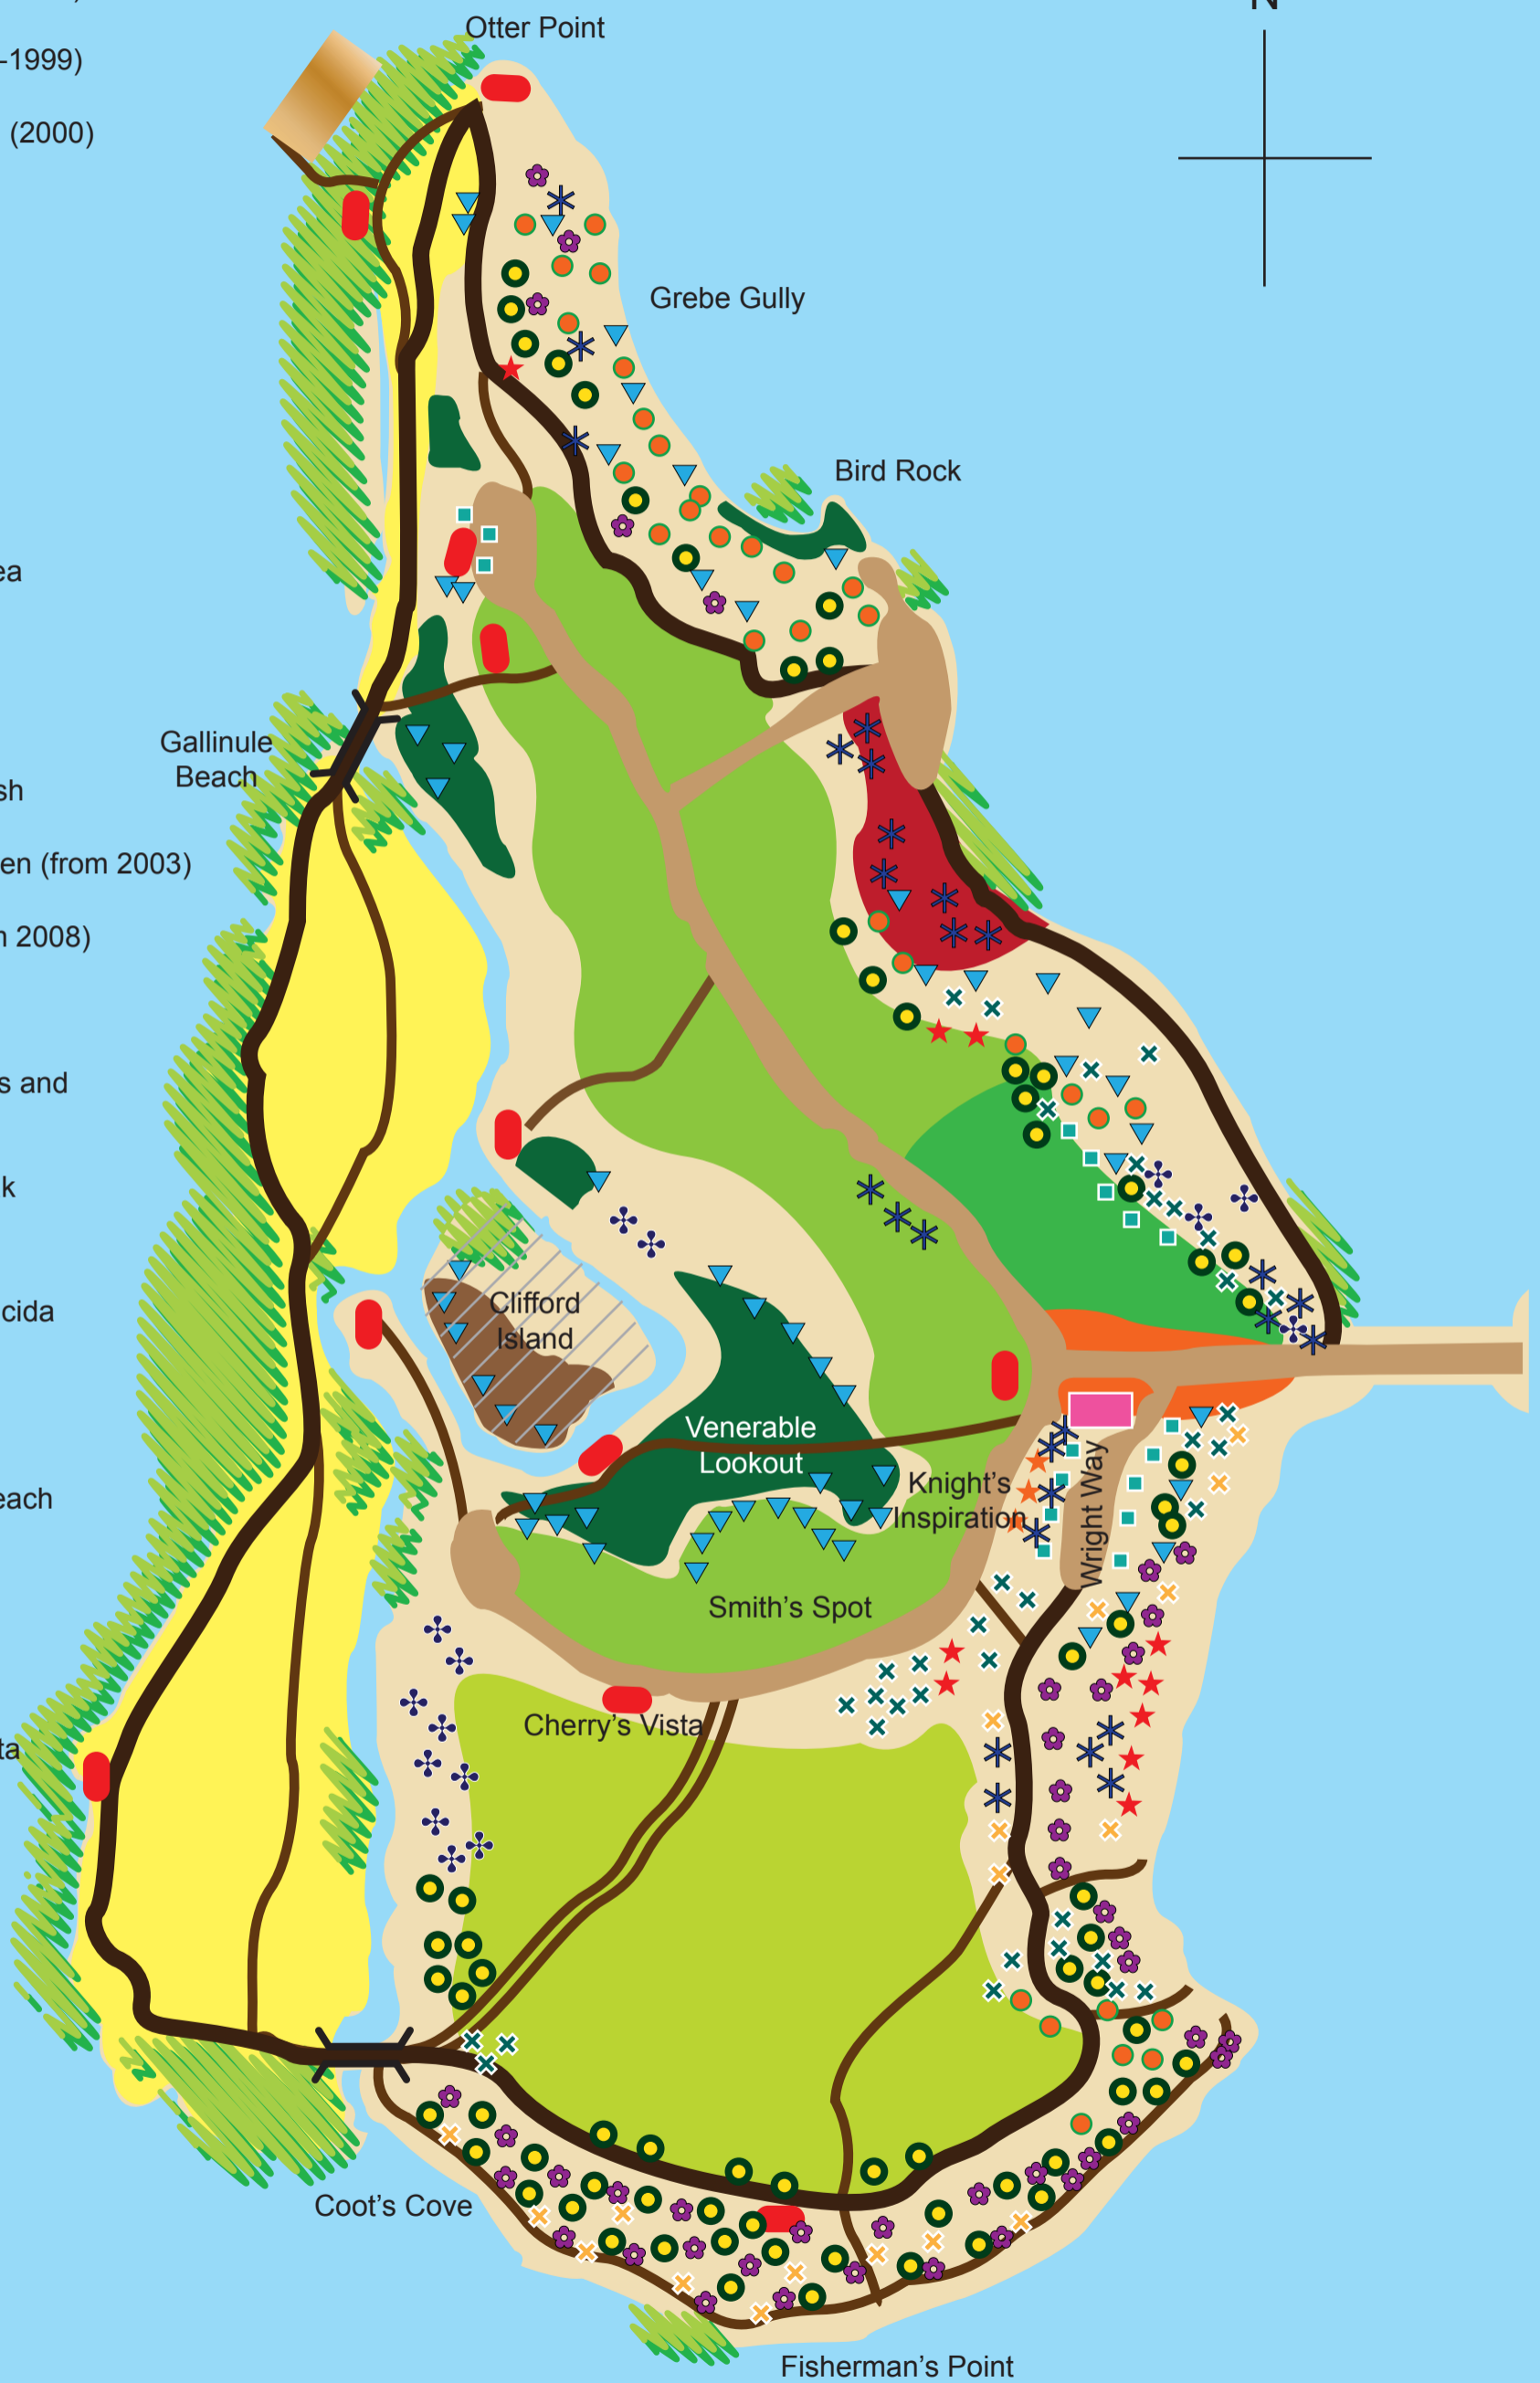 N
Otter Point
-1999)
(2000)
Grebe Gully
Bird Rock
ea
Gallinule
Beach
sh
en (from 2003)
n 2008)
s and
k
cida
Clifford
Island
Venerable
Lookout
Knight's
Inspiration
Wright Way
each
Smith's Spot
Cherry's Vista
ta
Coot's Cove
Fisherman's Point